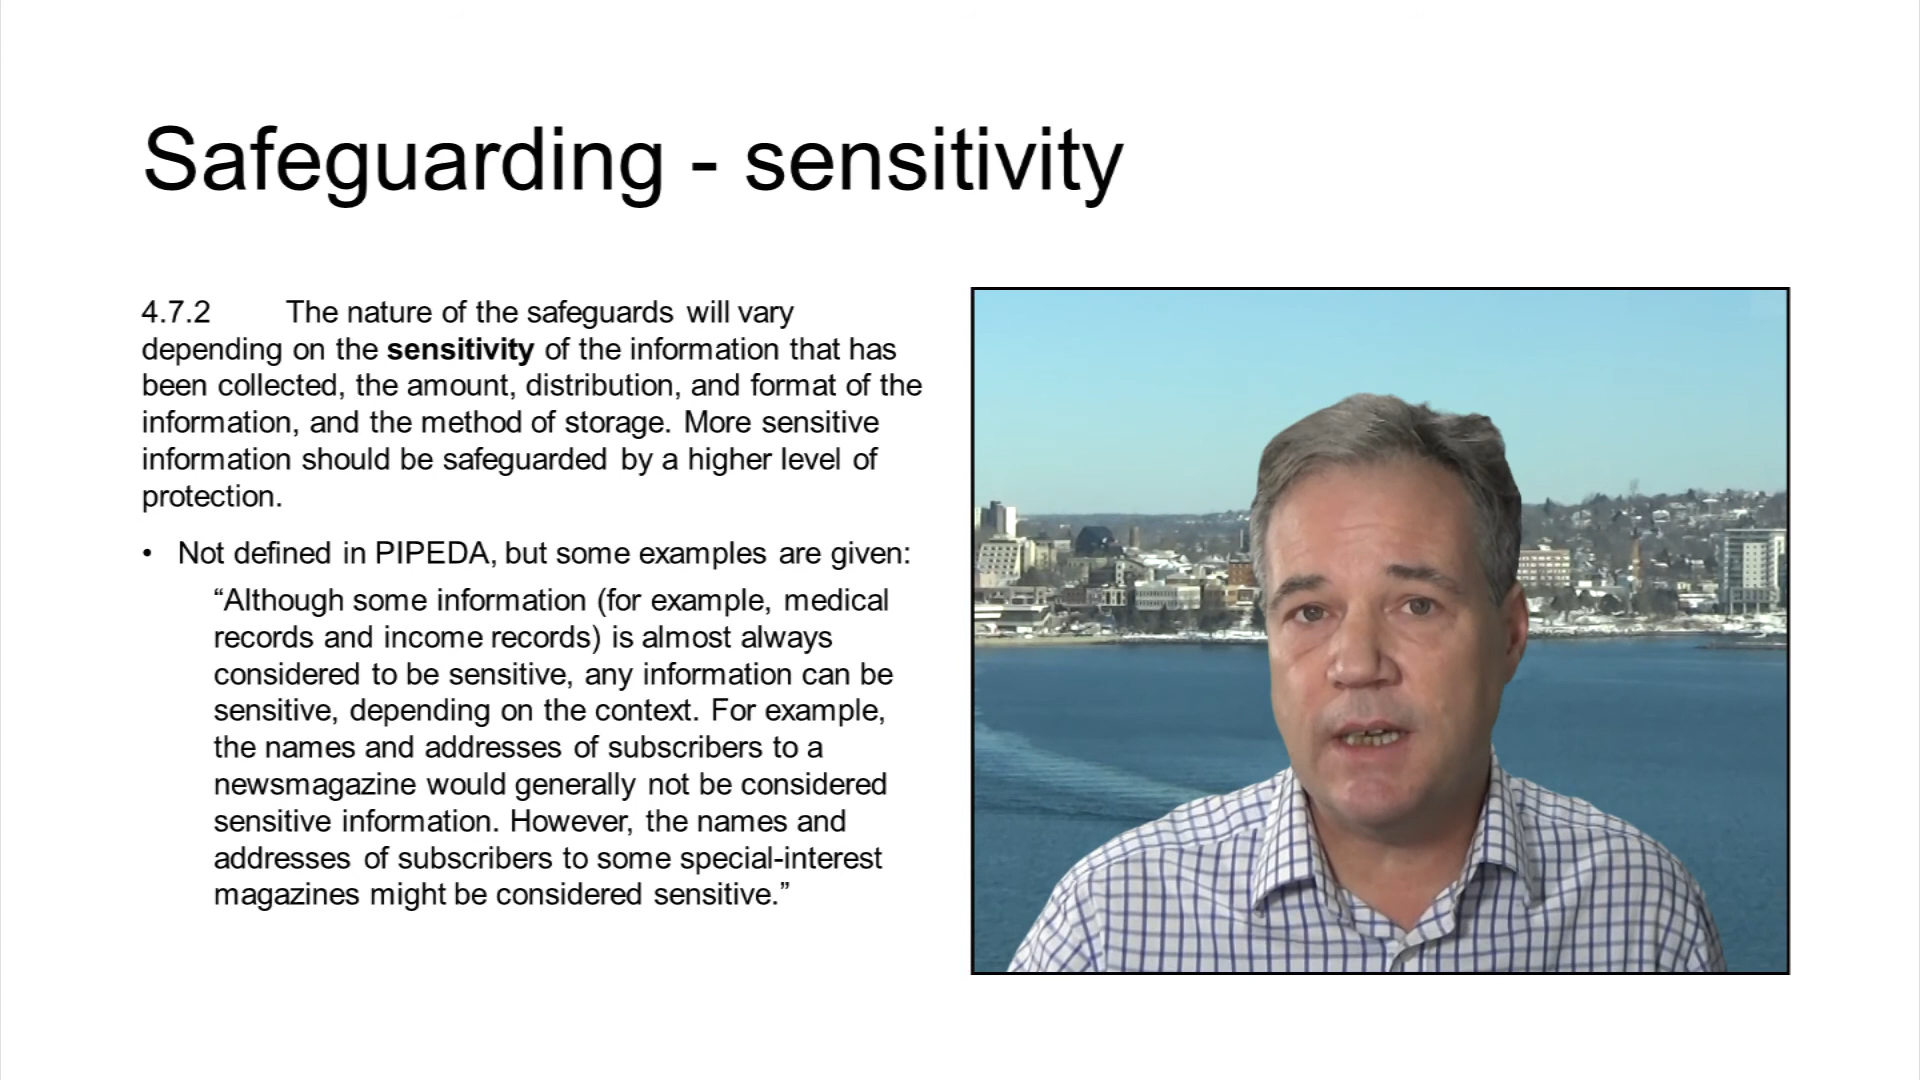 Safeguarding - sensitivity
4.7.2 The nature of the safeguards will vary
depending on the sensitivity of the information that has
been collected, the amount, distribution, and format of the
information, and the method of storage. More sensitive
information should be safeguarded by a higher level of
protection.
• Not defined in PIPEDA, but some examples are given:
“Although some information (for example, medical
records and income records) is almost always
considered to be sensitive, any information can be
sensitive, depending on the context. For example,
the names and addresses of subscribers to a
newsmagazine would generally not be considered
sensitive information. However, the names and
addresses of subscribers to some special-interest
magazines might be considered sensitive.”